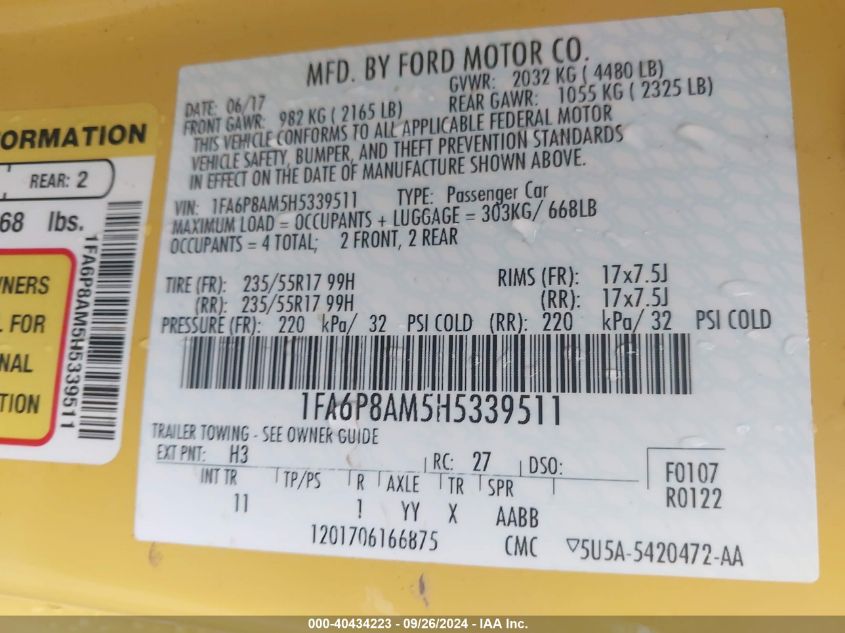 MFD. BY FORD MOTOR CO.
DATE: 06/17 GVWR: 2032 KG ( 4480 LB)
FRONT GAWR: 982 KG ( 2165 LB) REAR GAWR: 1055 KG ( 2325 LB)
THIS VEHICLE CONFORMS TO ALL APPLICABLE FEDERAL MOTOR
VEHICLE SAFETY, BUMPER, AND THEFT PREVENTION STANDARDS
IN EFFECT ON THE DATE OF MANUFACTURE SHOWN ABOVE.
VIN: 1FA6P8AM5H5339511 TYPE: Passenger Car
MAXIMUM LOAD = OCCUPANTS + LUGGAGE = 303KG/ 668LB
OCCUPANTS = 4 TOTAL; 2 FRONT, 2 REAR
TIRE (FR): 235/55R17 99H RIMS (FR): 17x7.5J
(RR): 235/55R17 99H (RR): 17x7.5J
PRESSURE (FR): 220 kPa/ 32 PSI COLD (RR): 220 kPa/ 32 PSI COLD
1FA6P8AM5H5339511
TRAILER TOWING - SEE OWNER GUIDE
EXT PNT: H3 RC: 27 DSO:
INT TR TP/PS R AXLE TR SPR
11 1 YY X AABB
F0107
R0122
1201706166875 CMC ▽5U5A-5420472-AA
ORMATION
REAR: 2
68 lbs.
1FA6P8AM5H5339511
WNERS
L FOR
NAL
TION
000-40434223 - 09/26/2024 - IAA Inc.